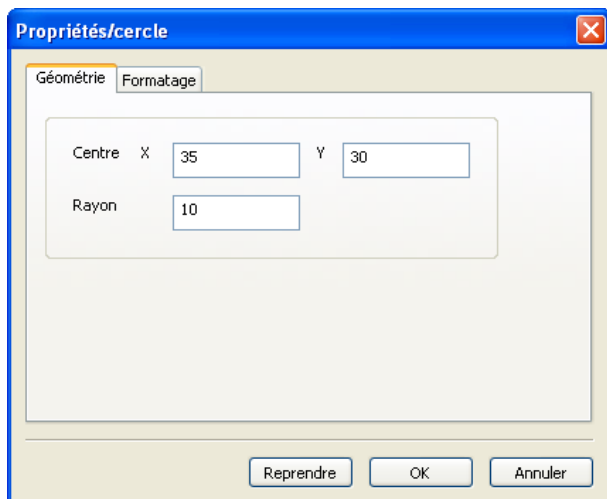 Propriétés/cercle
Géométrie Formatage
Centre X 35 Y 30
Rayon 10
Reprendre OK Annuler